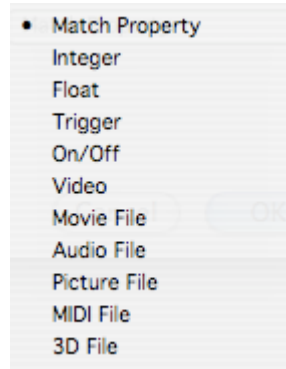 • Match Property
Integer
Float
Trigger
On/Off
Video
Movie File
Audio File
Picture File
MIDI File
3D File